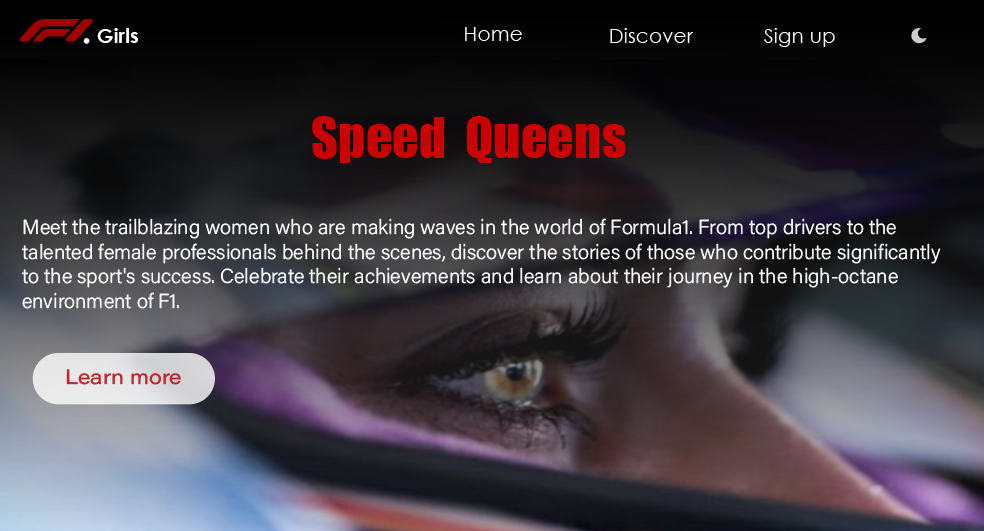 F1. Girls
Home
Discover
Sign up
Speed Queens
Meet the trailblazing women who are making waves in the world of Formula1. From top drivers to the
talented female professionals behind the scenes, discover the stories of those who contribute significantly
to the sport's success. Celebrate their achievements and learn about their journey in the high-octane
environment of F1.
Learn more